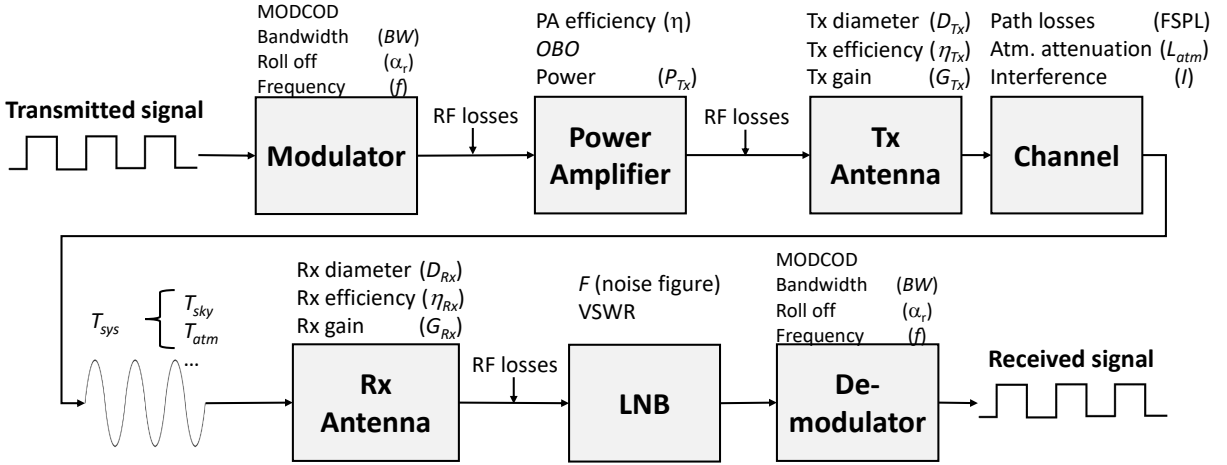 MODCOD
Bandwidth (BW)
Roll off (αr)
Frequency (f)
PA efficiency (η)
OBO
Power (PTx)
Tx diameter (DTx)
Tx efficiency (ηTx)
Tx gain (GTx)
Path losses (FSPL)
Atm. attenuation (Latm)
Interference (I)
Transmitted signal
Modulator
RF losses
Power
Amplifier
RF losses
Tx
Antenna
Channel
Tsys
Tsky
Tatm
...
Rx diameter (DRx)
Rx efficiency (ηRx)
Rx gain (GRx)
F (noise figure)
VSWR
MODCOD
Bandwidth (BW)
Roll off (αr)
Frequency (f)
Rx
Antenna
RF losses
LNB
De-
modulator
Received signal